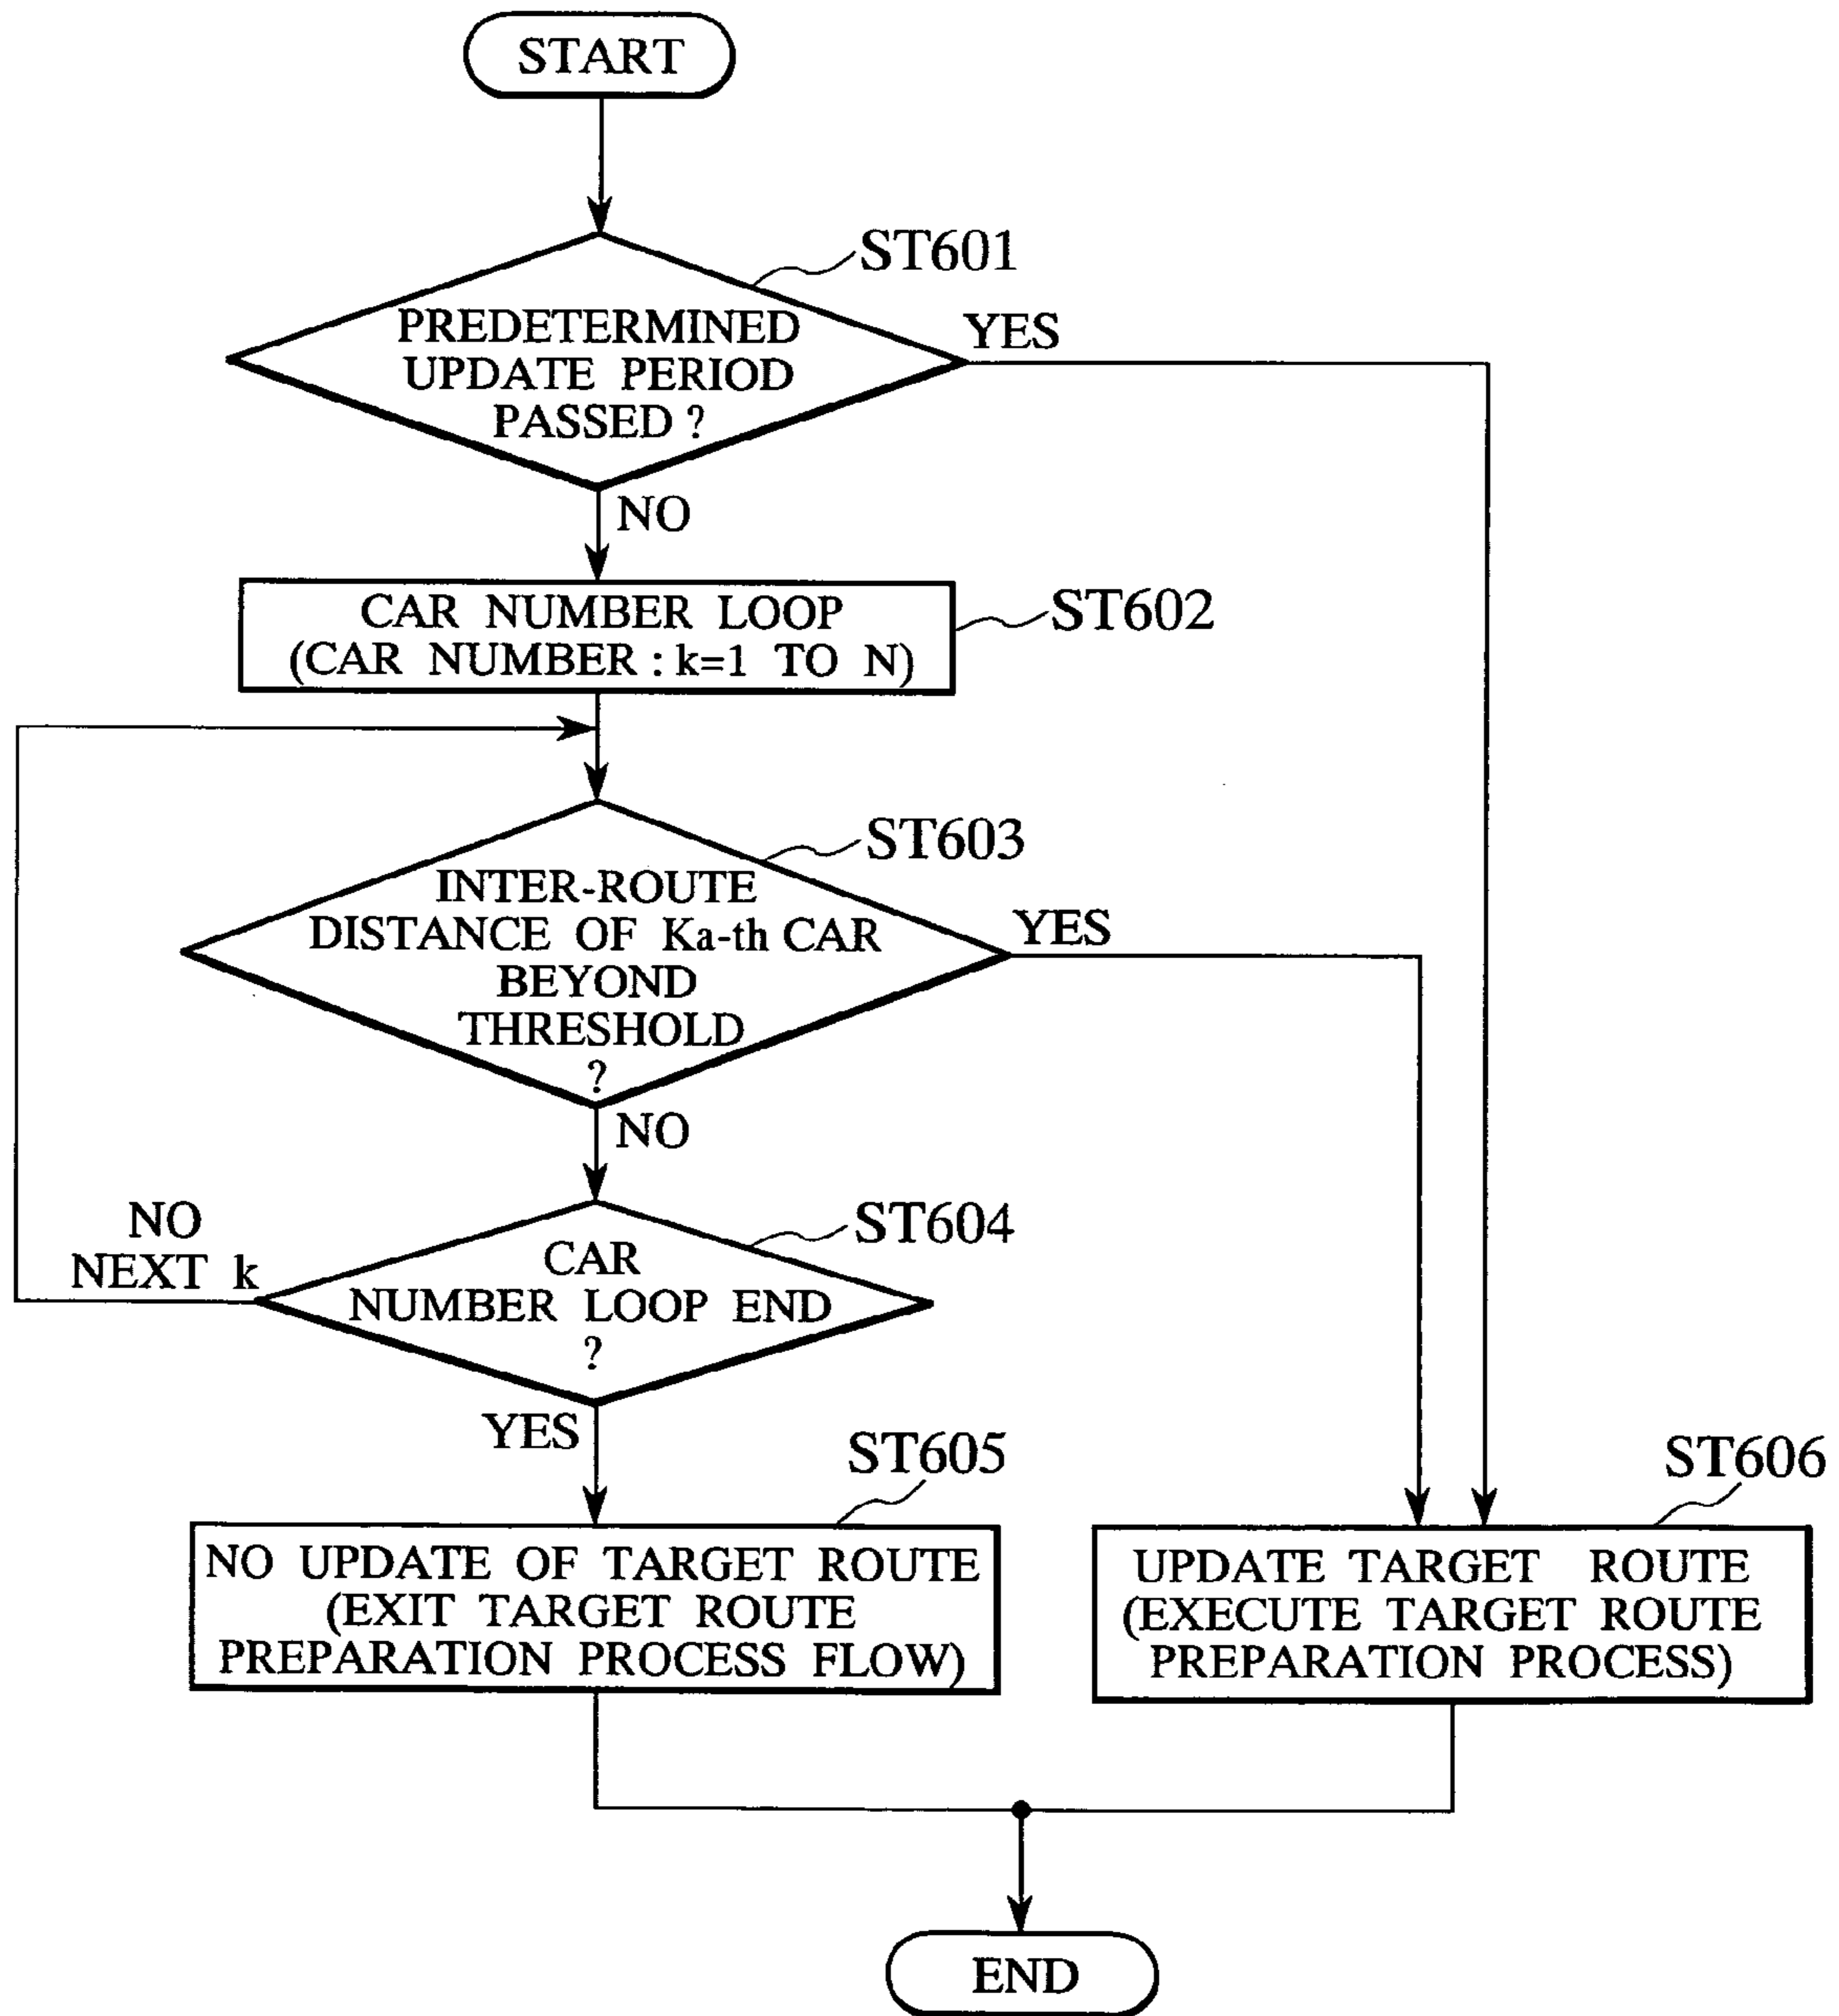 START
ST601
PREDETERMINED
UPDATE PERIOD
PASSED ?
YES
NO
CAR NUMBER LOOP
(CAR NUMBER : k=1 TO N)
ST602
ST603
INTER-ROUTE
DISTANCE OF Ka-th CAR
BEYOND
THRESHOLD
?
YES
NO
ST604
CAR
NUMBER LOOP END
?
NO
NEXT k
YES
ST605
NO UPDATE OF TARGET ROUTE
(EXIT TARGET ROUTE
PREPARATION PROCESS FLOW)
ST606
UPDATE TARGET ROUTE
(EXECUTE TARGET ROUTE
PREPARATION PROCESS)
END